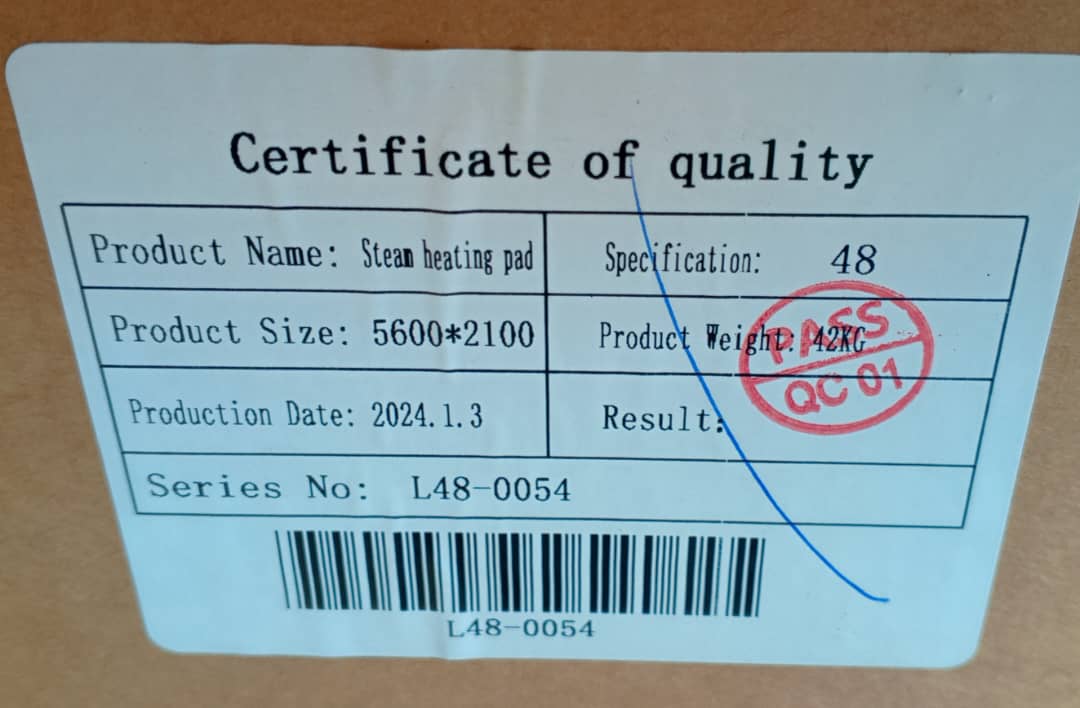 Certificate of quality
Product Name: Steam heating pad Specification: 48
Product Size: 5600*2100 Product Weight: 42KG
PASS
QC 01
Production Date: 2024.1.3 Result:
Series No: L48-0054
L48-0054